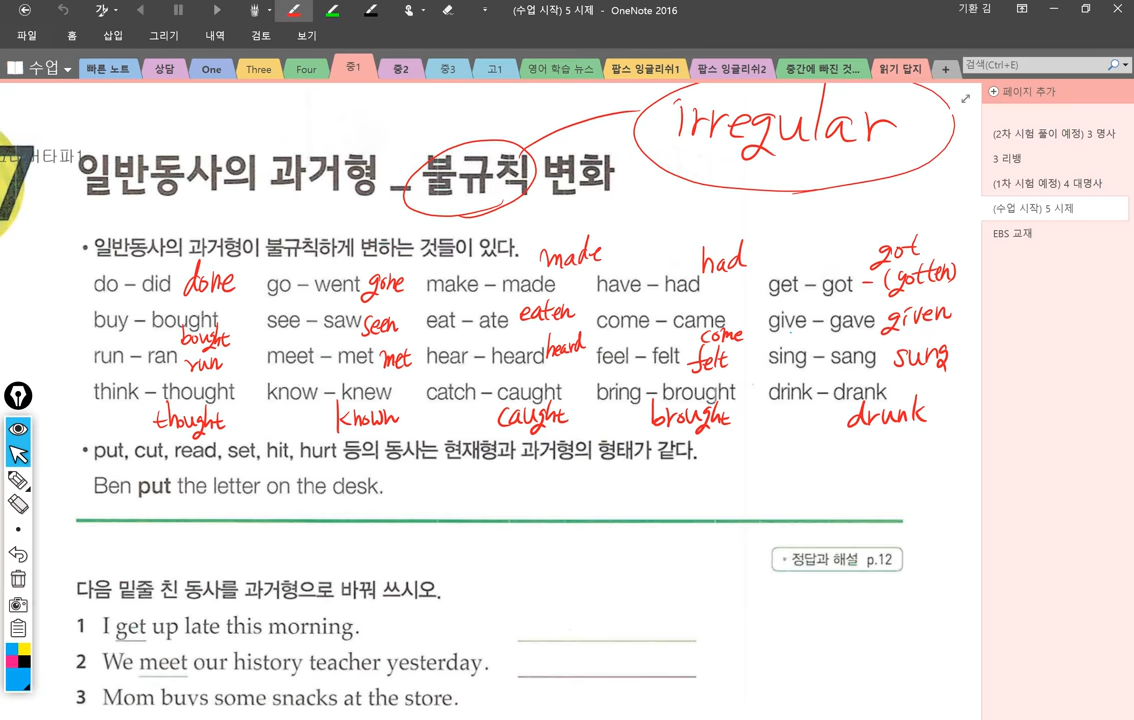 (수업 시작) 5 시제 - OneNote 2016
기환 김
파일 홈 삽입 그리기 내역 검토 보기
수업 빠른 노트 상담 One Three Four 중1 중2 중3 고1 영어 학습 뉴스 팝스 잉글리쉬1 팝스 잉글리쉬2 중간에 빠진 것... 읽기 답지 + 검색(Ctrl+E)
페이지 추가
(2차 시험 풀이 예정) 3 명사
3 리뱅
(1차 시험 예정) 4 대명사
(수업 시작) 5 시제
EBS 교재
irregular
7 일반동사의 과거형 _ 불규칙 변화
• 일반동사의 과거형이 불규칙하게 변하는 것들이 있다.
made had got
do – did done go – went gone make – made have – had get – got – (gotten)
buy – bought see – saw seen eat – ate eaten come – came give – gave given
bought come
run – ran run meet – met met hear – heard heard feel – felt felt sing – sang sung
think – thought know – knew catch – caught bring – brought drink – drank
thought known caught brought drunk
• put, cut, read, set, hit, hurt 등의 동사는 현재형과 과거형의 형태가 같다.
Ben put the letter on the desk.
• 정답과 해설 p.12
다음 밑줄 친 동사를 과거형으로 바꿔 쓰시오.
1 I get up late this morning.
2 We meet our history teacher yesterday.
3 Mom buys some snacks at the store.